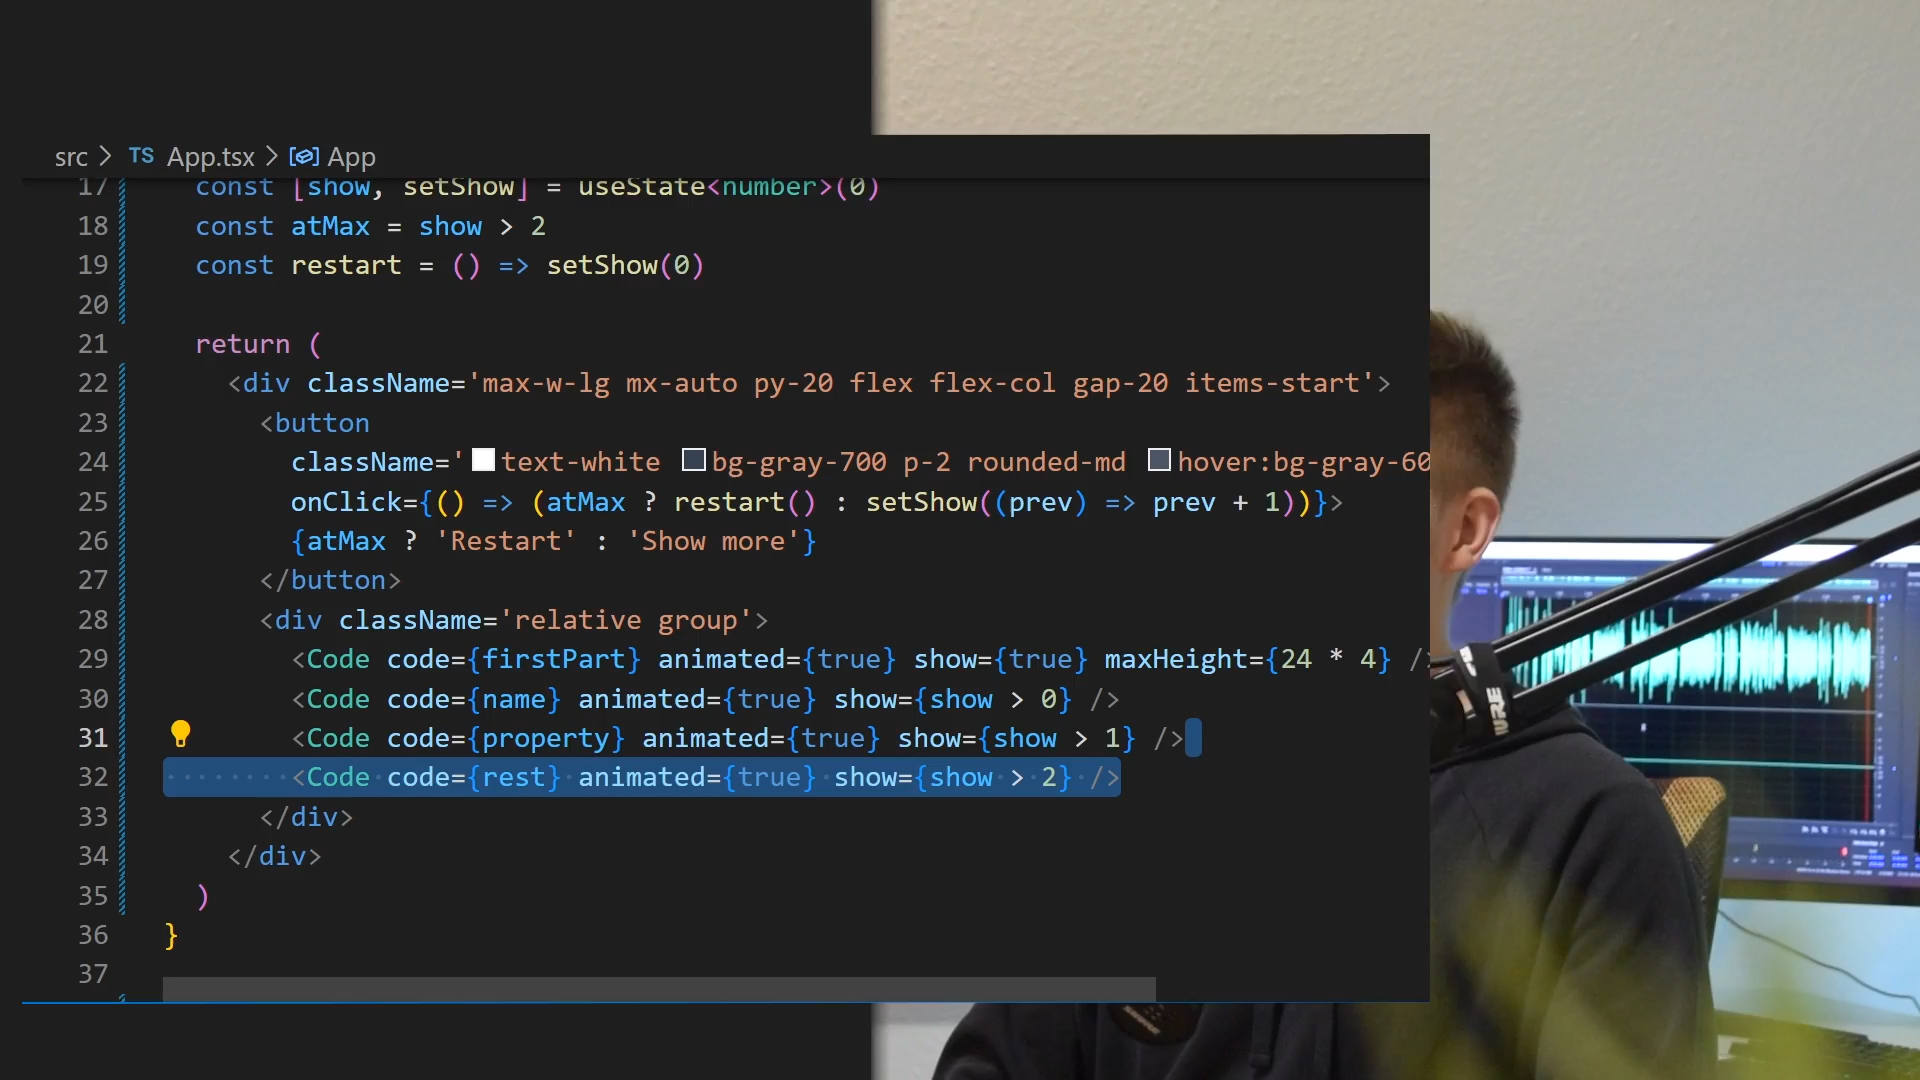 src > TS App.tsx > App
17 const [show, setShow] = useState<number>(0)
18 const atMax = show > 2
19 const restart = () => setShow(0)
20
21 return (
22 <div className='max-w-lg mx-auto py-20 flex flex-col gap-20 items-start'>
23 <button
24 className='text-white bg-gray-700 p-2 rounded-md hover:bg-gray-60
25 onClick={() => (atMax ? restart() : setShow((prev) => prev + 1))}>
26 {atMax ? 'Restart' : 'Show more'}
27 </button>
28 <div className='relative group'>
29 <Code code={firstPart} animated={true} show={true} maxHeight={24 * 4} />
30 <Code code={name} animated={true} show={show > 0} />
31 <Code code={property} animated={true} show={show > 1} />
32 <Code code={rest} animated={true} show={show > 2} />
33 </div>
34 </div>
35 )
36 }
37
SHURE